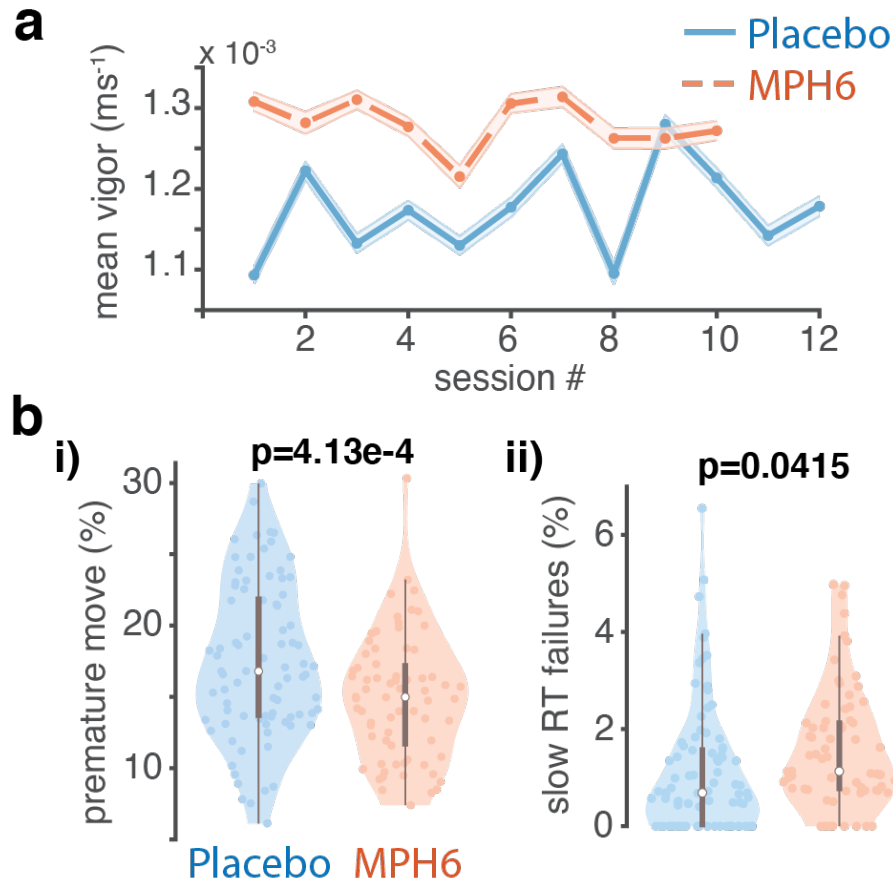 a
x 10⁻³
Placebo
MPH6
mean vigor (ms⁻¹)
1.3
1.2
1.1
2 4 6 8 10 12
session #
b
i)
p=4.13e-4
premature move (%)
30
20
10
Placebo MPH6
ii)
p=0.0415
slow RT failures (%)
6
4
2
0